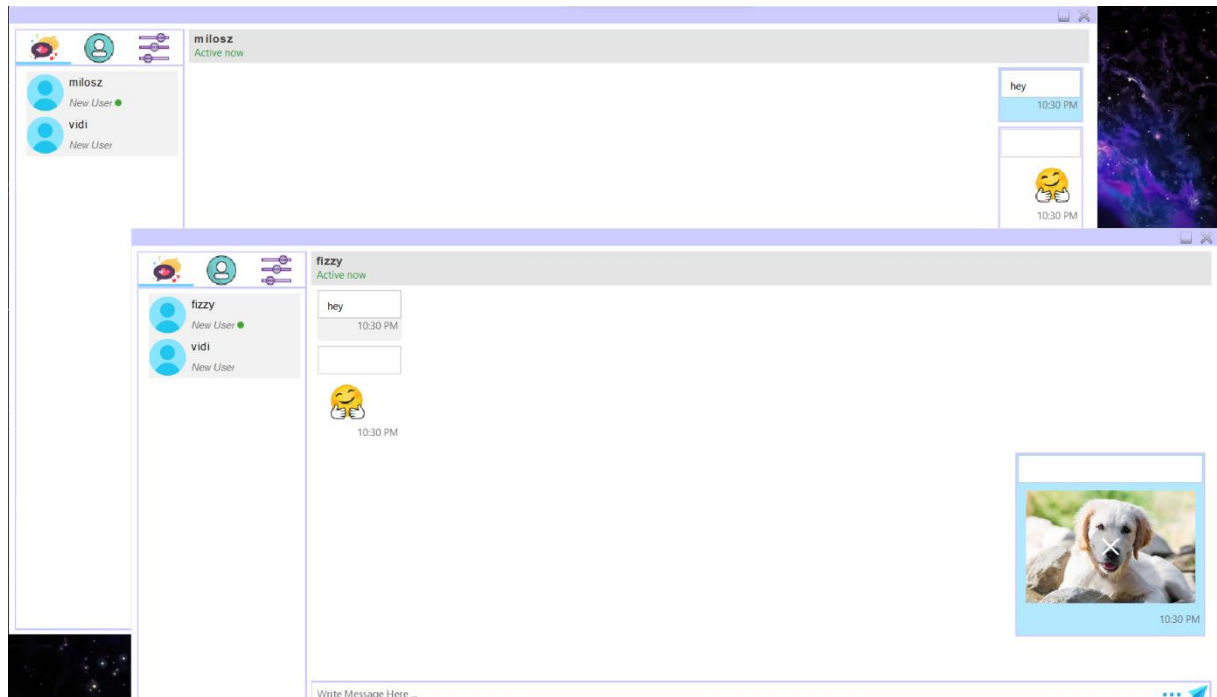 milosz
Active now
milosz
New User
vidi
New User
hey
10:30 PM
10:30 PM
fizzy
Active now
fizzy
New User
vidi
New User
hey
10:30 PM
10:30 PM
10:30 PM
Write Message Here ...